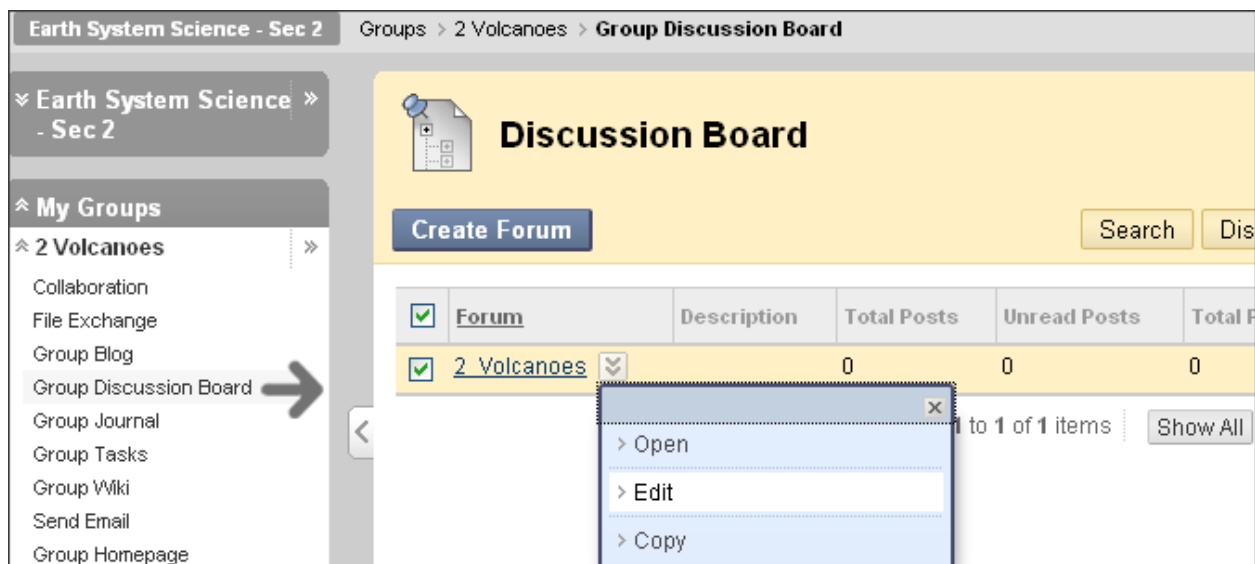 Earth System Science - Sec 2
Groups > 2 Volcanoes > Group Discussion Board
Earth System Science
- Sec 2
My Groups
2 Volcanoes
Collaboration
File Exchange
Group Blog
Group Discussion Board
Group Journal
Group Tasks
Group Wiki
Send Email
Group Homepage
Discussion Board
Create Forum Search Dis
Forum Description Total Posts Unread Posts Total P
2 Volcanoes 0 0 0
1 to 1 of 1 items Show All
> Open
> Edit
> Copy